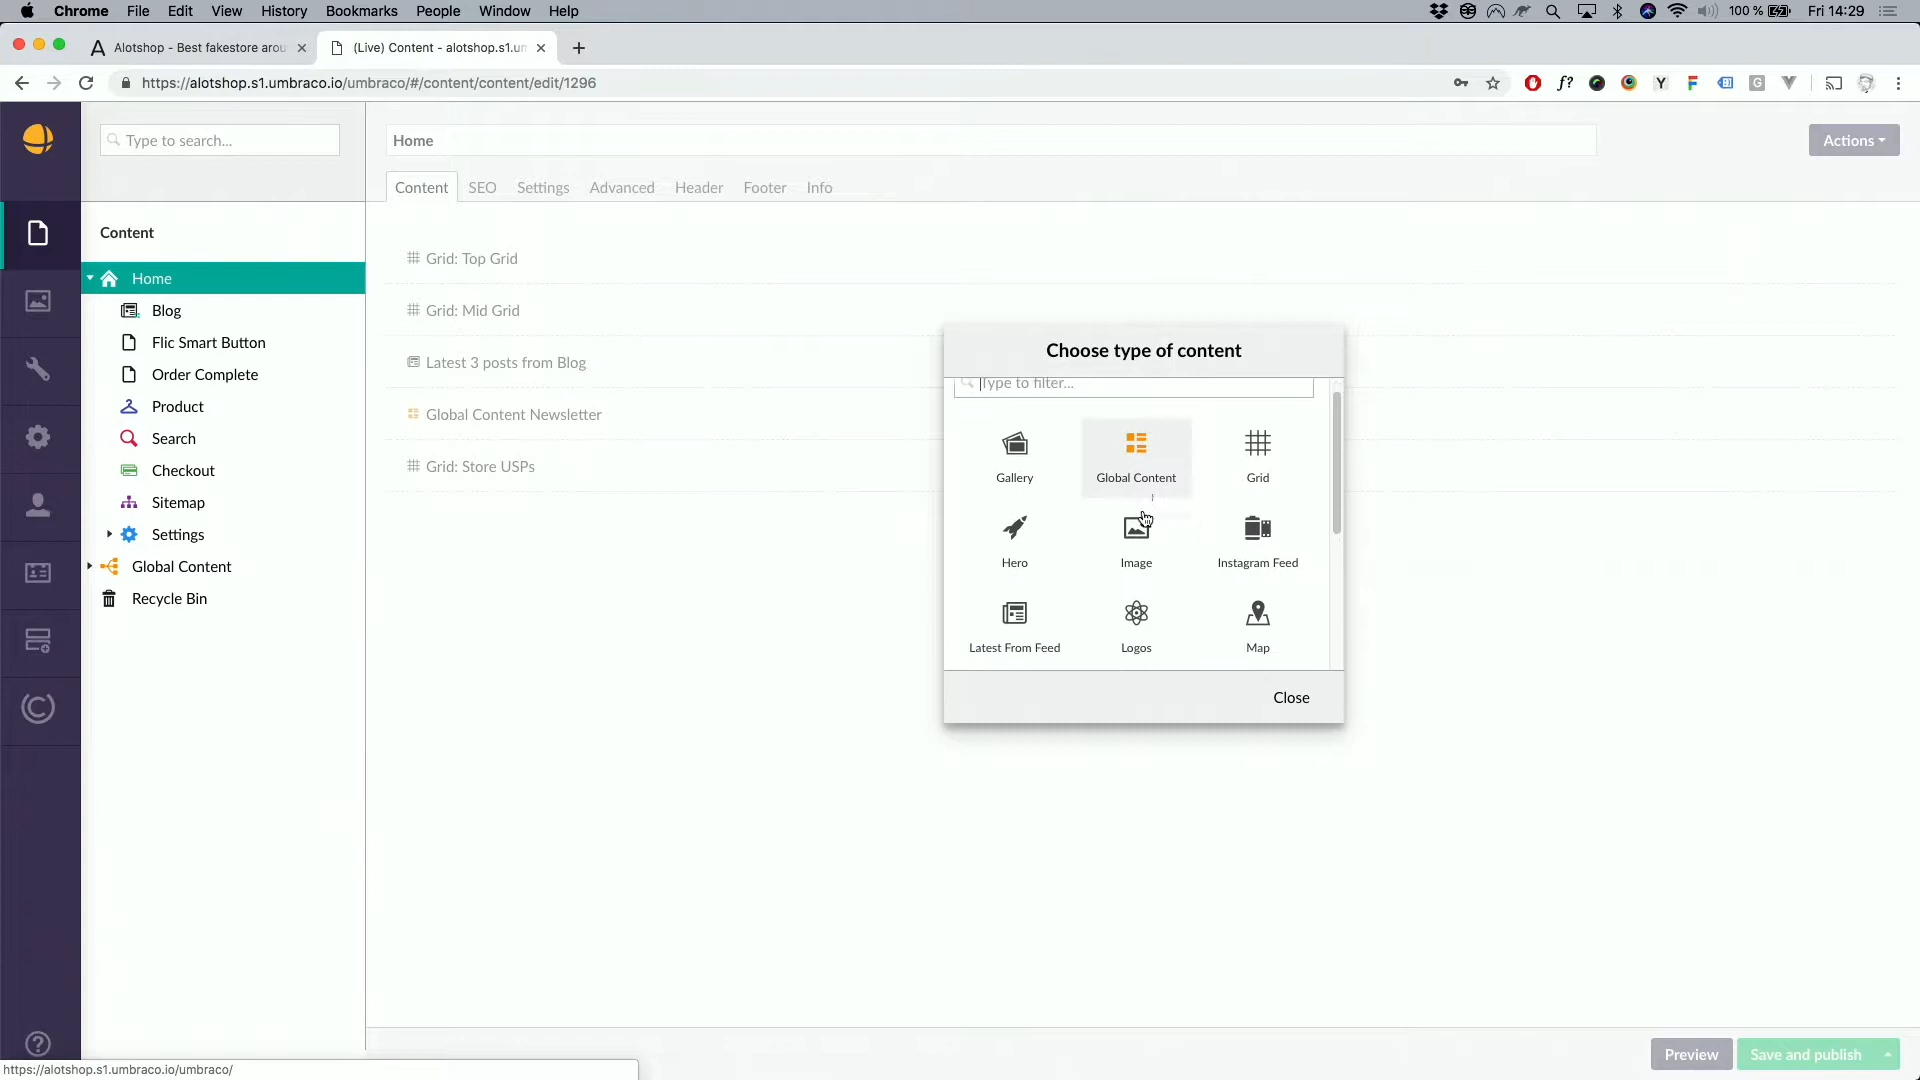 Chrome File Edit View History Bookmarks People Window Help 100 % Fri 14:29
Alotshop - Best fakestore arou (Live) Content - alotshop.s1.um
https://alotshop.s1.umbraco.io/umbraco/#/content/content/edit/1296
Type to search...
Home
Actions
Content SEO Settings Advanced Header Footer Info
Content
Home
Blog
Flic Smart Button
Order Complete
Product
Search
Checkout
Sitemap
Settings
Global Content
Recycle Bin
Grid: Top Grid
Grid: Mid Grid
Latest 3 posts from Blog
Global Content Newsletter
Grid: Store USPs
Choose type of content
Type to filter...
Gallery Global Content Grid
Hero Image Instagram Feed
Latest From Feed Logos Map
Close
Preview Save and publish
https://alotshop.s1.umbraco.io/umbraco/